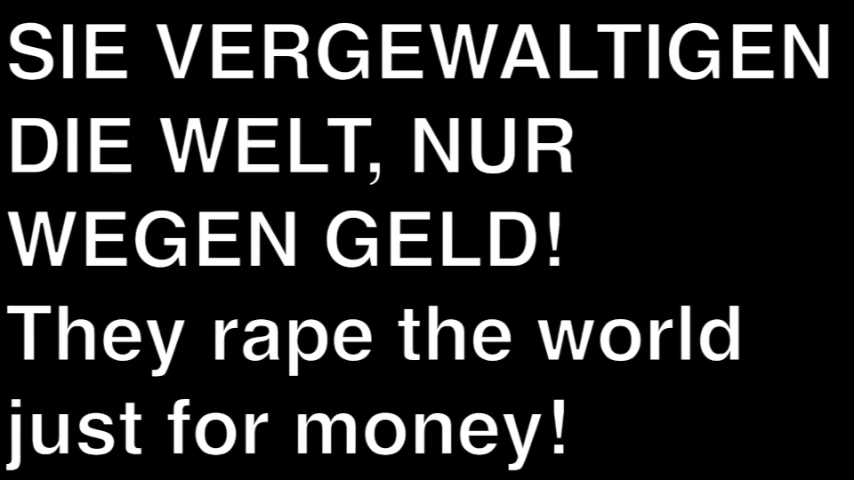 SIE VERGEWALTIGEN
DIE WELT, NUR
WEGEN GELD!
They rape the world
just for money!